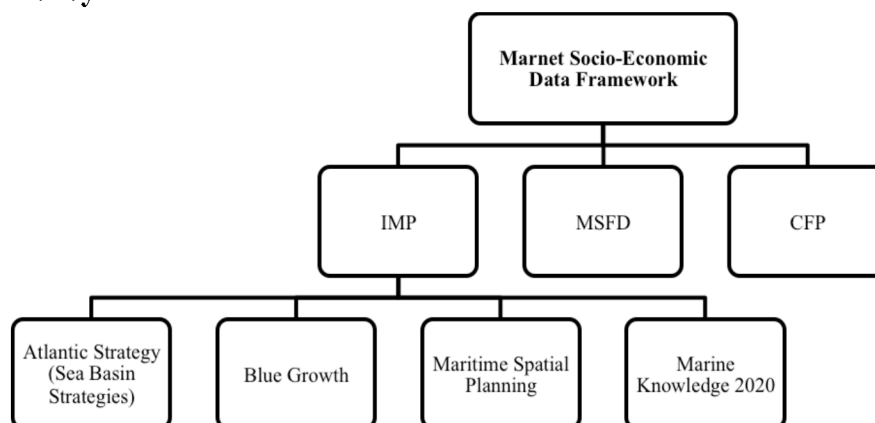 Marnet Socio-Economic
Data Framework
IMP
MSFD
CFP
Atlantic Strategy
(Sea Basin
Strategies)
Blue Growth
Maritime Spatial
Planning
Marine
Knowledge 2020